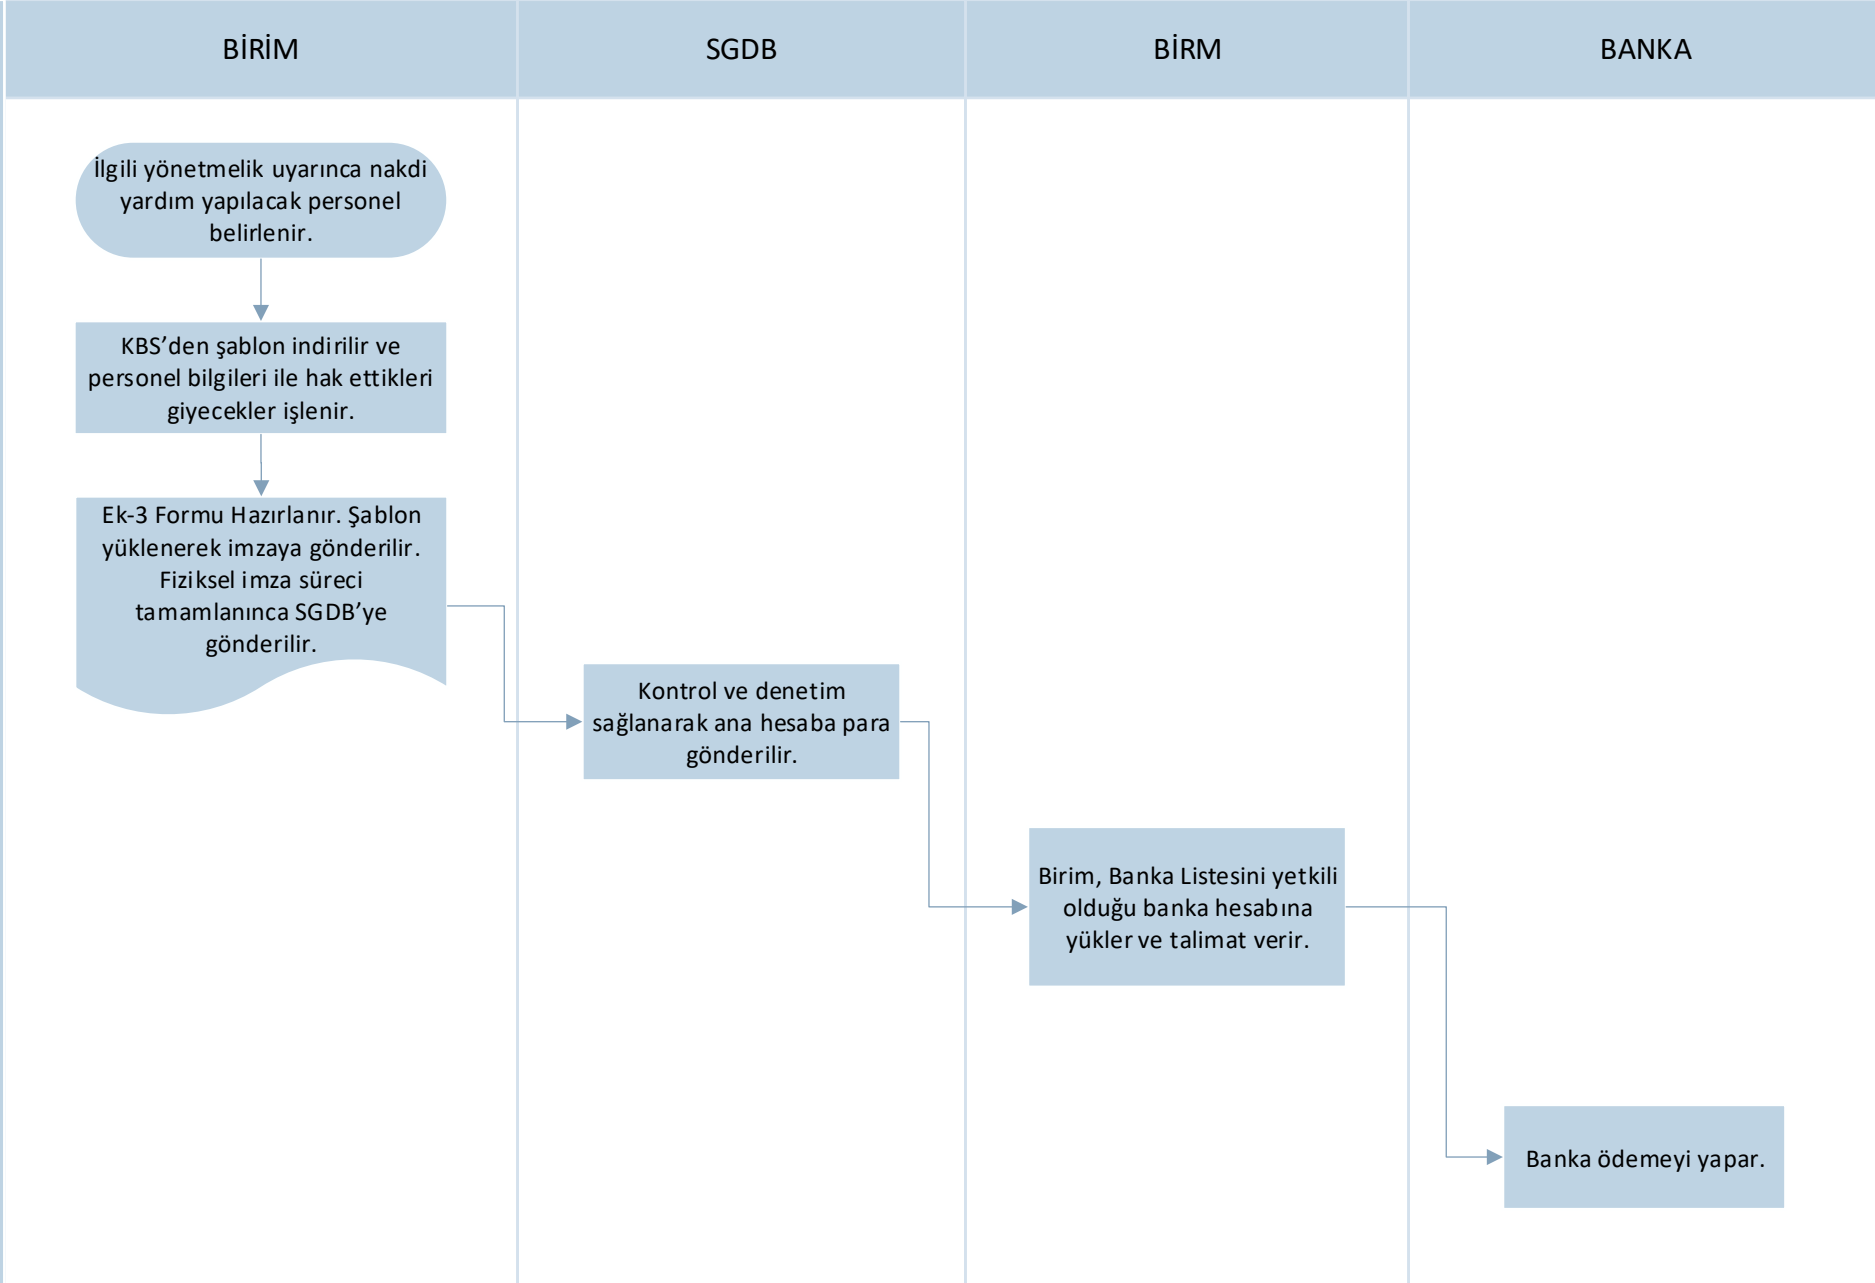 BİRİM
SGDB
BİRM
BANKA
İlgili yönetmelik uyarınca nakdi
yardım yapılacak personel
belirlenir.
KBS’den şablon indirilir ve
personel bilgileri ile hak ettikleri
giyecekler işlenir.
Ek-3 Formu Hazırlanır. Şablon
yüklenerek imzaya gönderilir.
Fiziksel imza süreci
tamamlanınca SGDB’ye
gönderilir.
Kontrol ve denetim
sağlanarak ana hesaba para
gönderilir.
Birim, Banka Listesini yetkili
olduğu banka hesabına
yükler ve talimat verir.
Banka ödemeyi yapar.